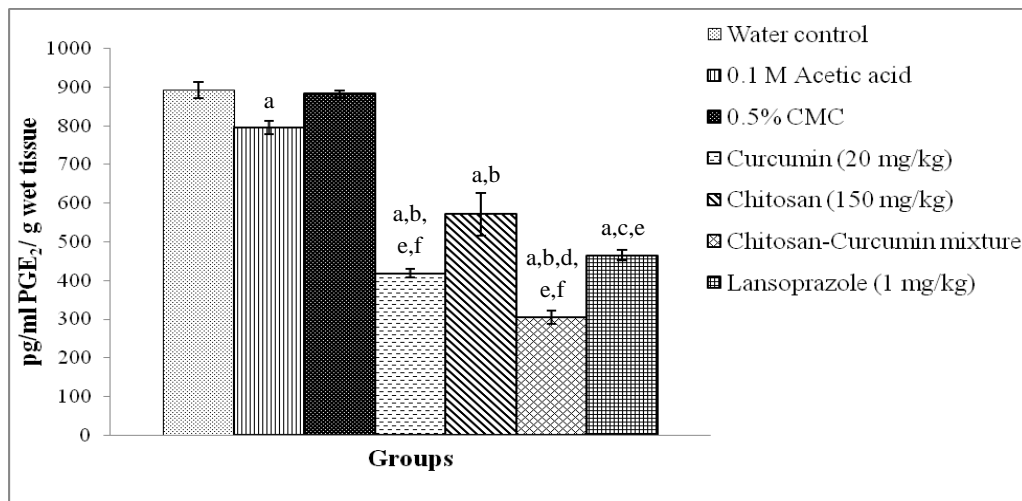 pg/ml PGE₂/ g wet tissue
1000
900
800
700
600
500
400
300
200
100
0
a
a,b,
e,f
a,b
a,b,d,
e,f
a,c,e
Groups
Water control
0.1 M Acetic acid
0.5% CMC
Curcumin (20 mg/kg)
Chitosan (150 mg/kg)
Chitosan-Curcumin mixture
Lansoprazole (1 mg/kg)